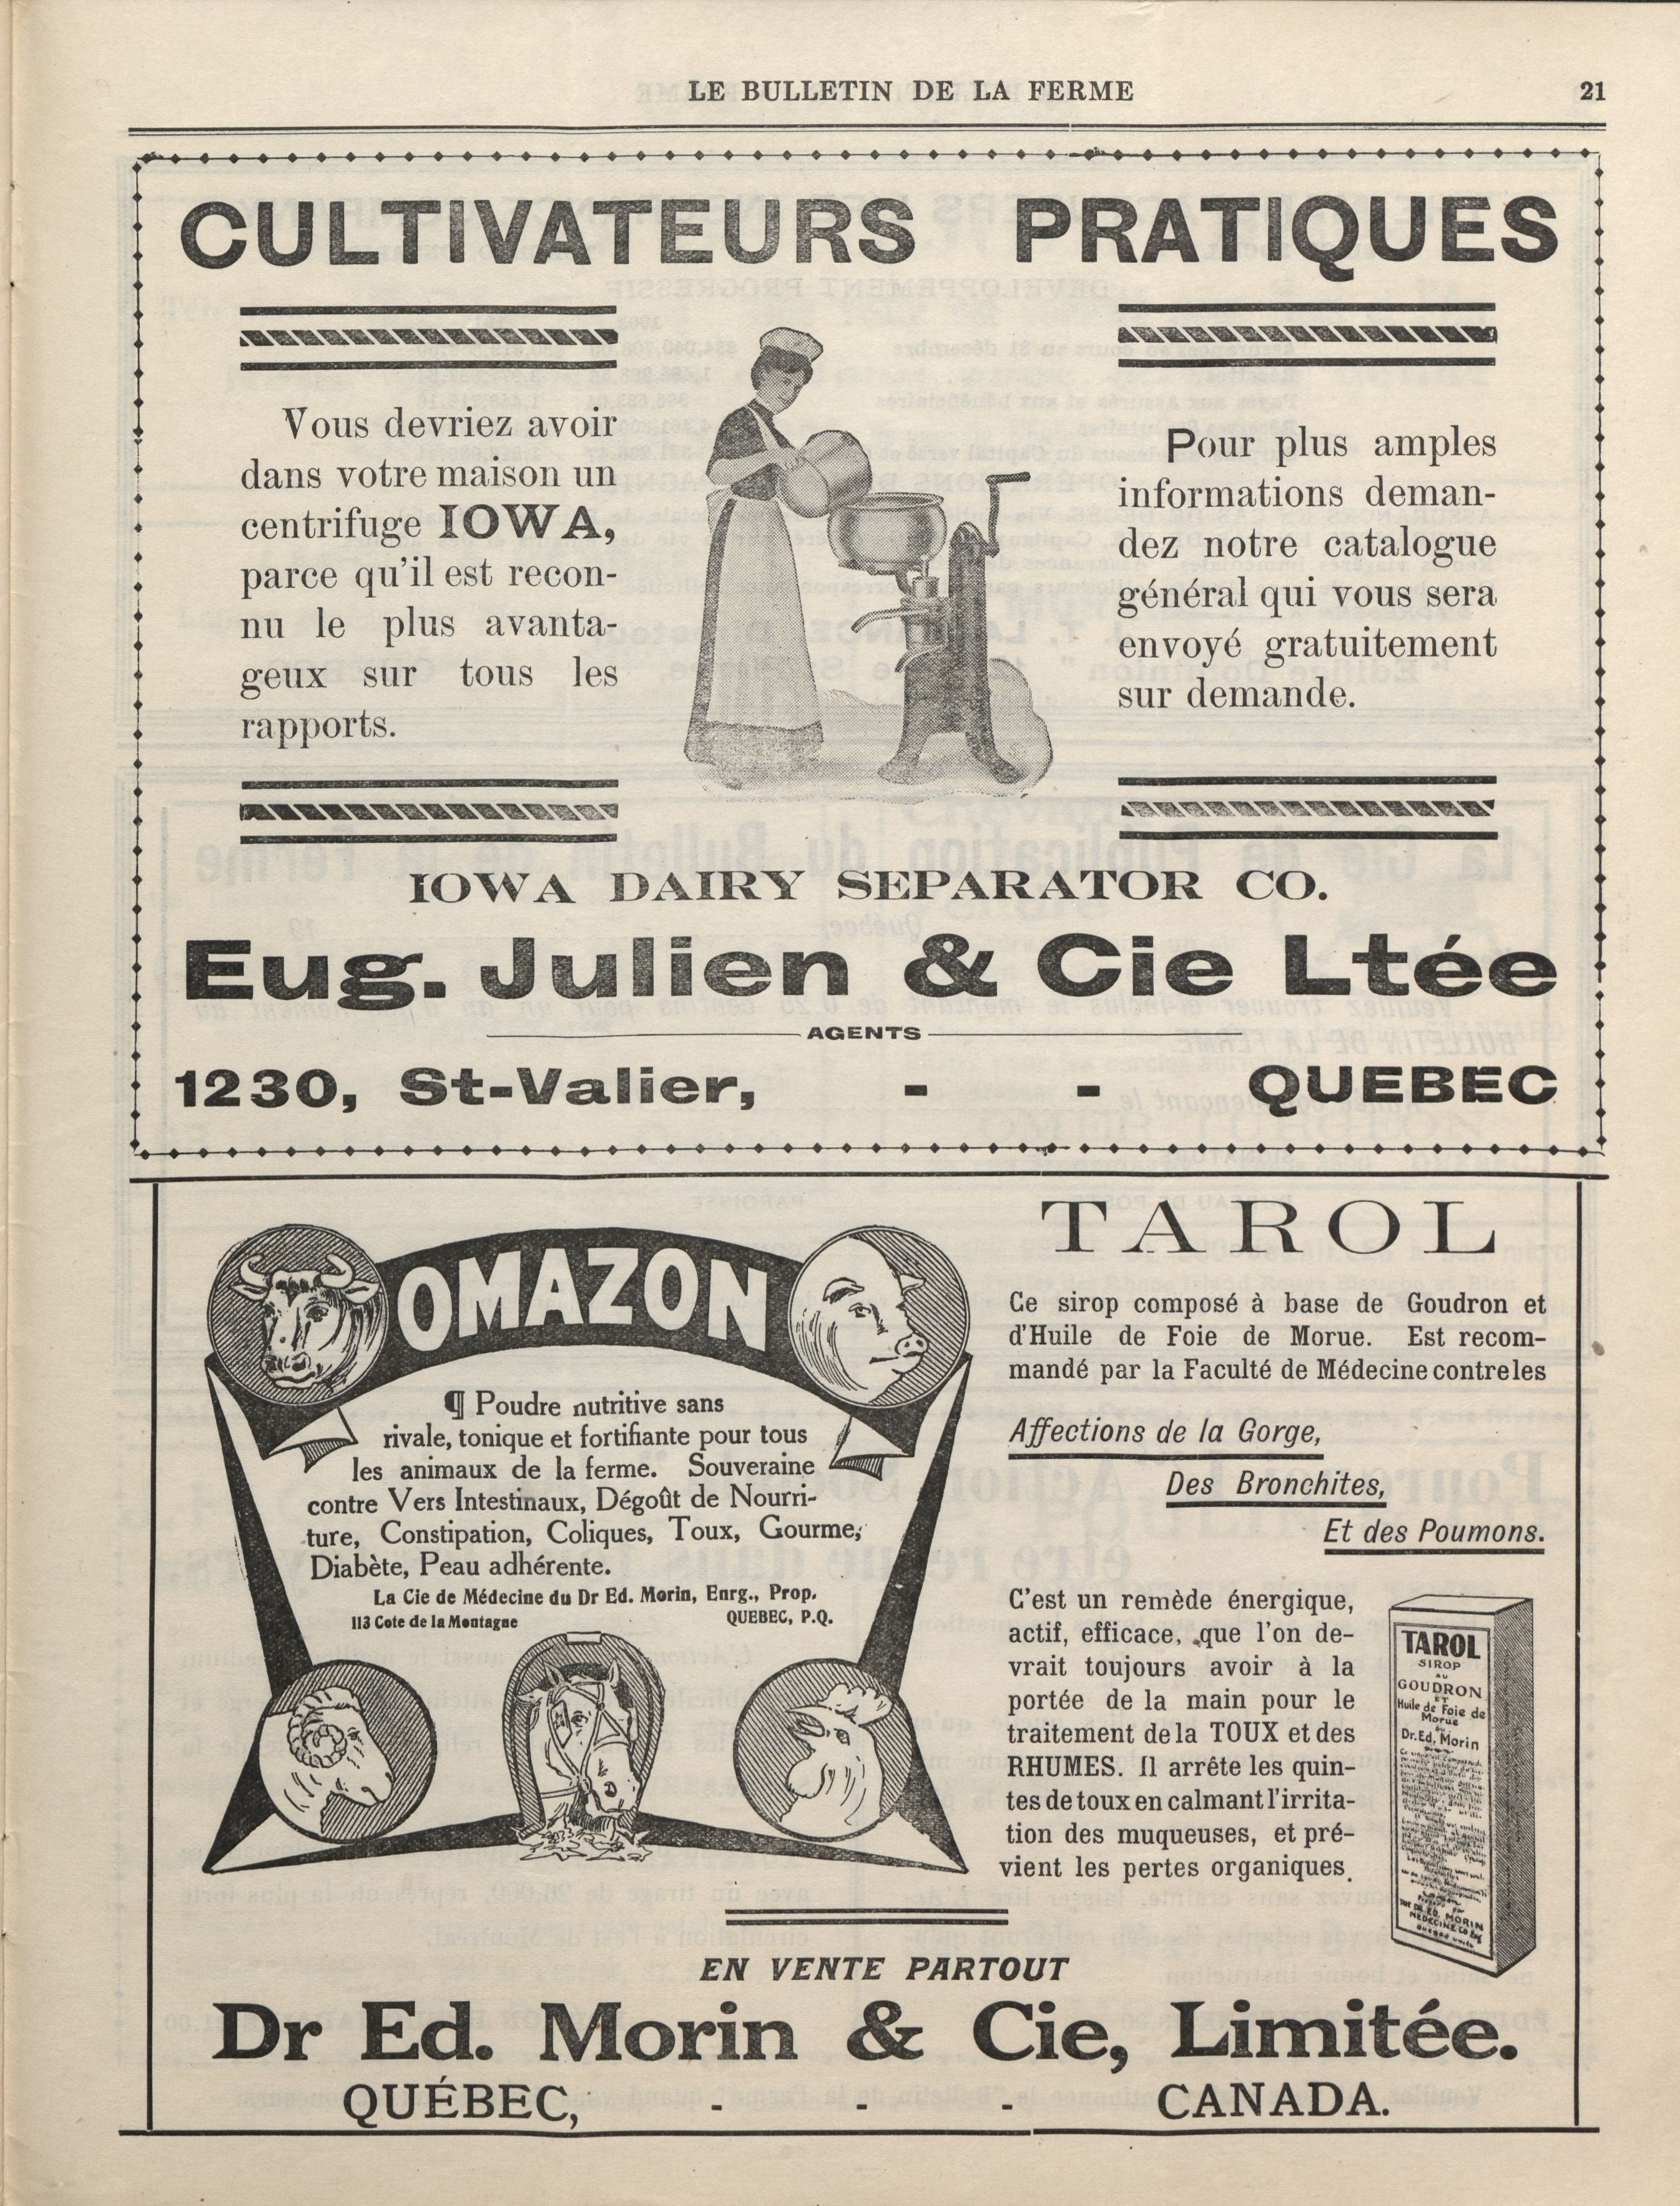 LE BULLETIN DE LA FERME
21
CULTIVATEURS PRATIQUES
Vous devriez avoir
dans votre maison un
centrifuge IOWA,
parce qu'il est recon-
nu le plus avanta-
geux sur tous les
rapports.
Pour plus amples
informations deman-
dez notre catalogue
général qui vous sera
envoyé gratuitement
sur demande.
IOWA DAIRY SEPARATOR CO.
Eug. Julien & Cie Ltée
AGENTS
1230, St-Valier, - - QUEBEC
OMAZON
¶ Poudre nutritive sans
rivale, tonique et fortifiante pour tous
les animaux de la ferme. Souveraine
contre Vers Intestinaux, Dégoût de Nourri-
ture, Constipation, Coliques, Toux, Gourme,
Diabète, Peau adhérente.
La Cie de Médecine du Dr Ed. Morin, Enrg., Prop.
113 Cote de la Montagne QUEBEC, P.Q.
TAROL
Ce sirop composé à base de Goudron et
d'Huile de Foie de Morue. Est recom-
mandé par la Faculté de Médecine contre les
Affections de la Gorge,
Des Bronchites,
Et des Poumons.
C'est un remède énergique,
actif, efficace, que l'on de-
vrait toujours avoir à la
portée de la main pour le
traitement de la TOUX et des
RHUMES. Il arrête les quin-
tes de toux en calmant l'irrita-
tion des muqueuses, et pré-
vient les pertes organiques.
TAROL
SIROP
AU
GOUDRON
ET
Huile de Foie de
Morue
Dr. Ed. Morin
DR. ED. MORIN
MEDECINE CO
EN VENTE PARTOUT
Dr Ed. Morin & Cie, Limitée.
QUÉBEC, - - - CANADA.